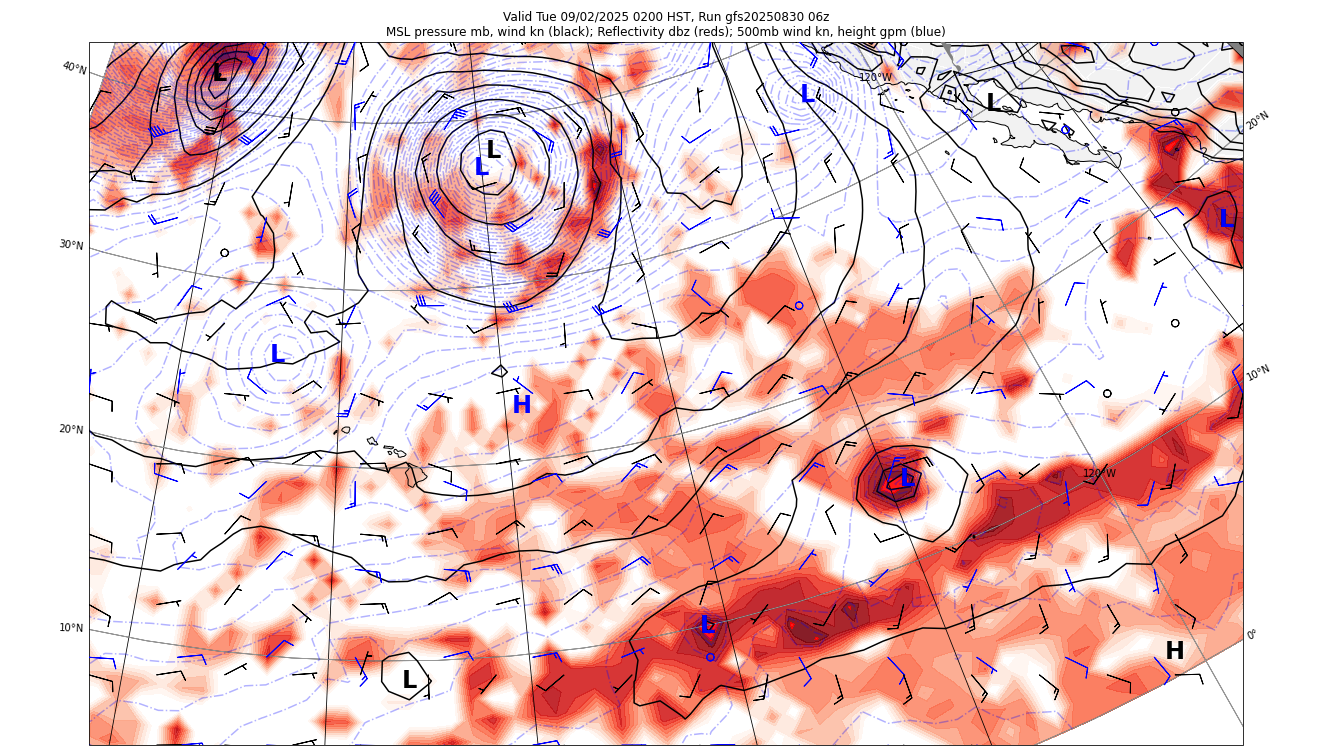 Valid Tue 09/02/2025 0200 HST, Run gfs20250830 06z
MSL pressure mb, wind kn (black); Reflectivity dbz (reds); 500mb wind kn, height gpm (blue)
40°N
L
120°W
L
L
20°N
L
L
L
30°N
L
10°N
H
20°N
L
120°W
10°N
L
0°
H
L